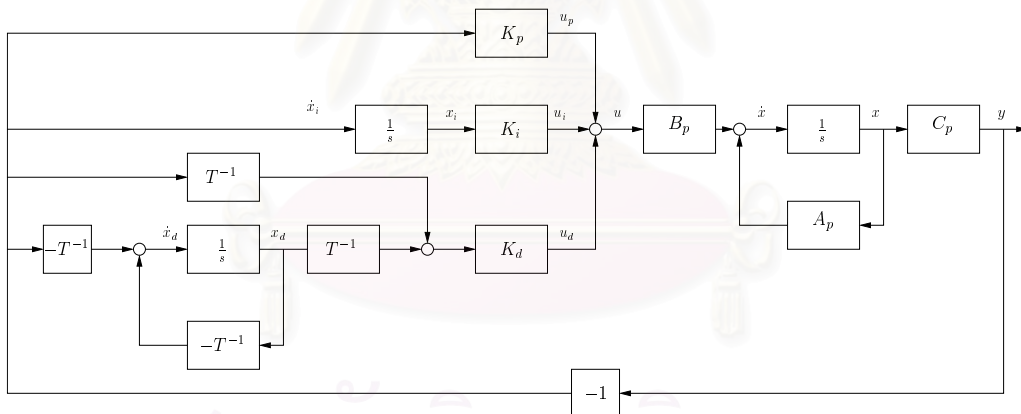 u_p
K_p
ẋ_i
1/s
x_i
K_i
u_i
u
B_p
ẋ
1/s
x
C_p
y
T⁻¹
A_p
−T⁻¹
ẋ_d
1/s
x_d
T⁻¹
K_d
u_d
−T⁻¹
−1